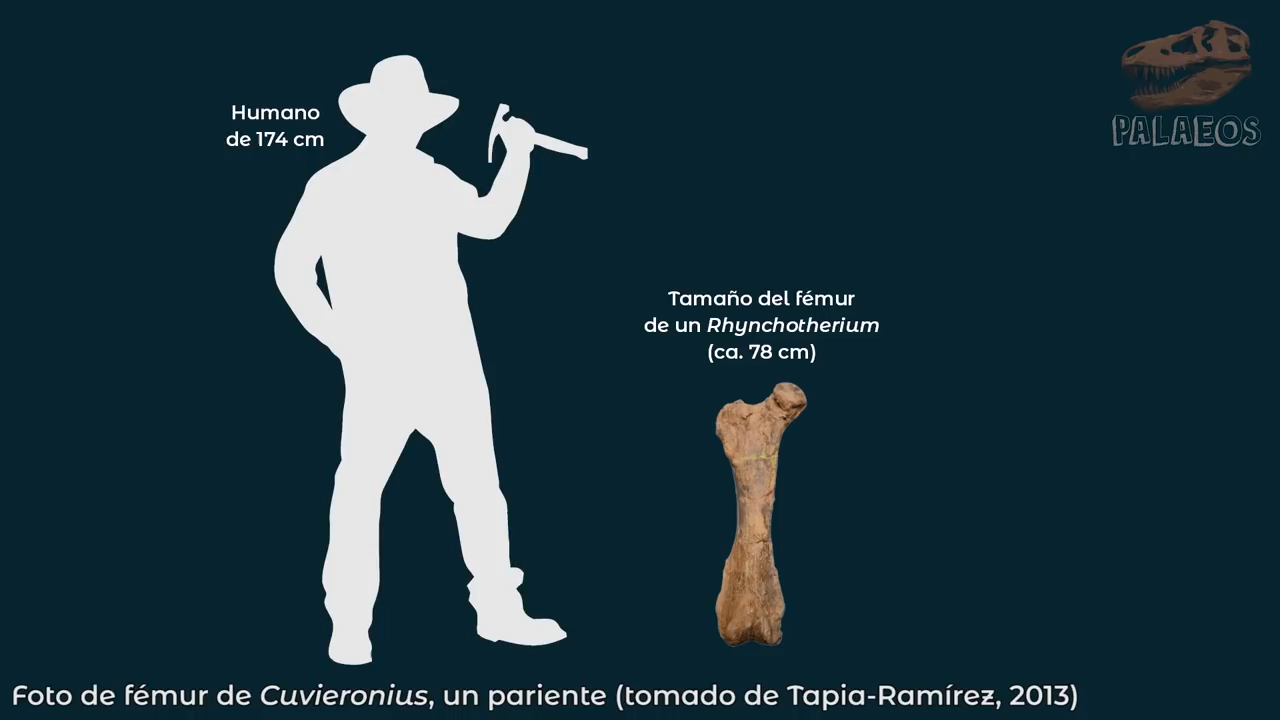 Humano
de 174 cm
PALAEOS
Tamaño del fémur
de un Rhynchotherium
(ca. 78 cm)
Foto de fémur de Cuvieronius, un pariente (tomado de Tapia-Ramírez, 2013)